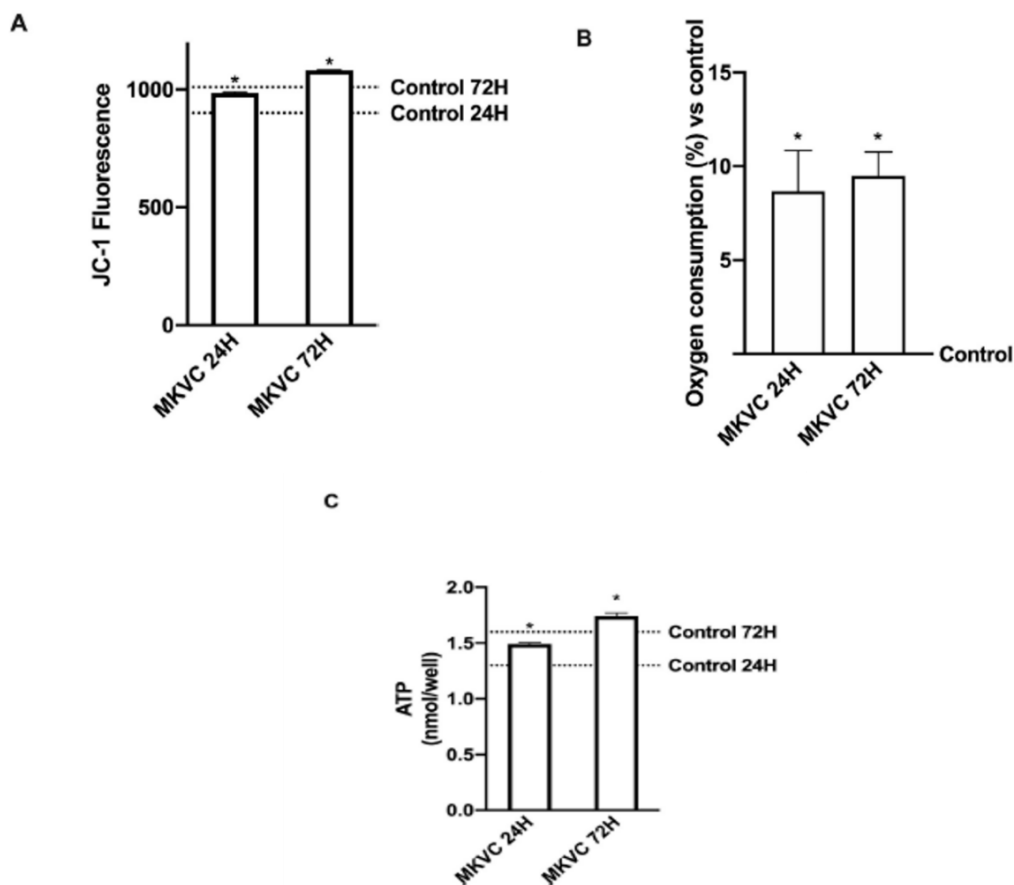 A
JC-1 Fluorescence
1000
500
0
*
*
Control 72H
Control 24H
MKVC 24H
MKVC 72H
B
Oxygen consumption (%) vs control
15
10
5
*
*
Control
MKVC 24H
MKVC 72H
C
ATP
(nmol/well)
2.0
1.5
1.0
0.5
0.0
*
*
Control 72H
Control 24H
MKVC 24H
MKVC 72H